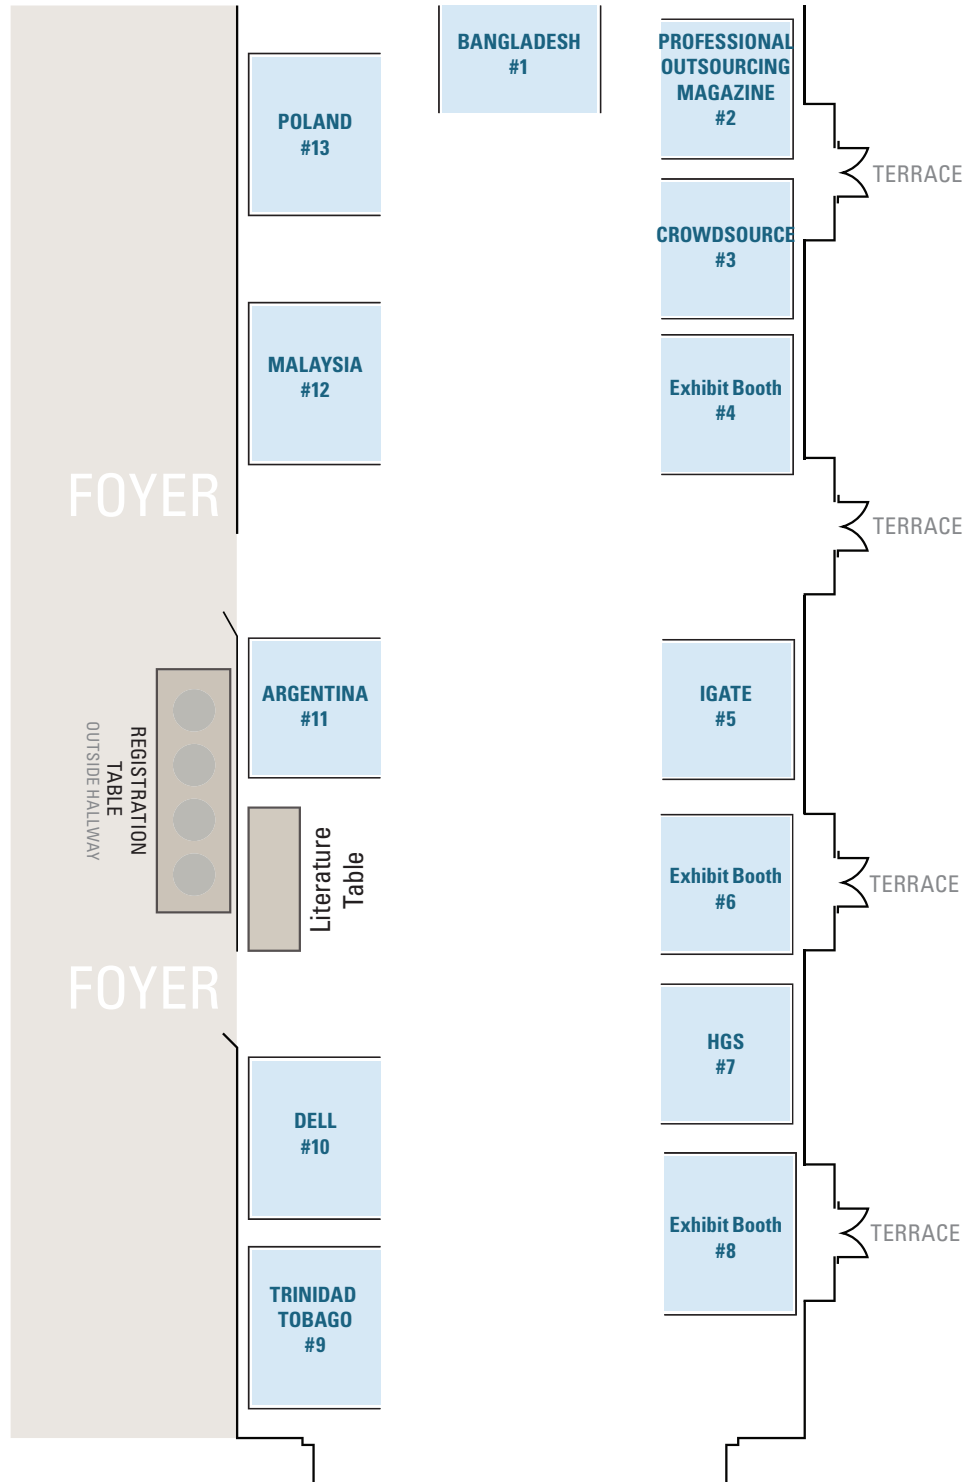 BANGLADESH
#1
PROFESSIONAL
OUTSOURCING
MAGAZINE
#2
POLAND
#13
TERRACE
CROWDSOURCE
#3
MALAYSIA
#12
Exhibit Booth
#4
FOYER
TERRACE
ARGENTINA
#11
IGATE
#5
REGISTRATION
TABLE
OUTSIDE HALLWAY
Literature
Table
Exhibit Booth
#6
TERRACE
FOYER
HGS
#7
DELL
#10
Exhibit Booth
#8
TERRACE
TRINIDAD
TOBAGO
#9